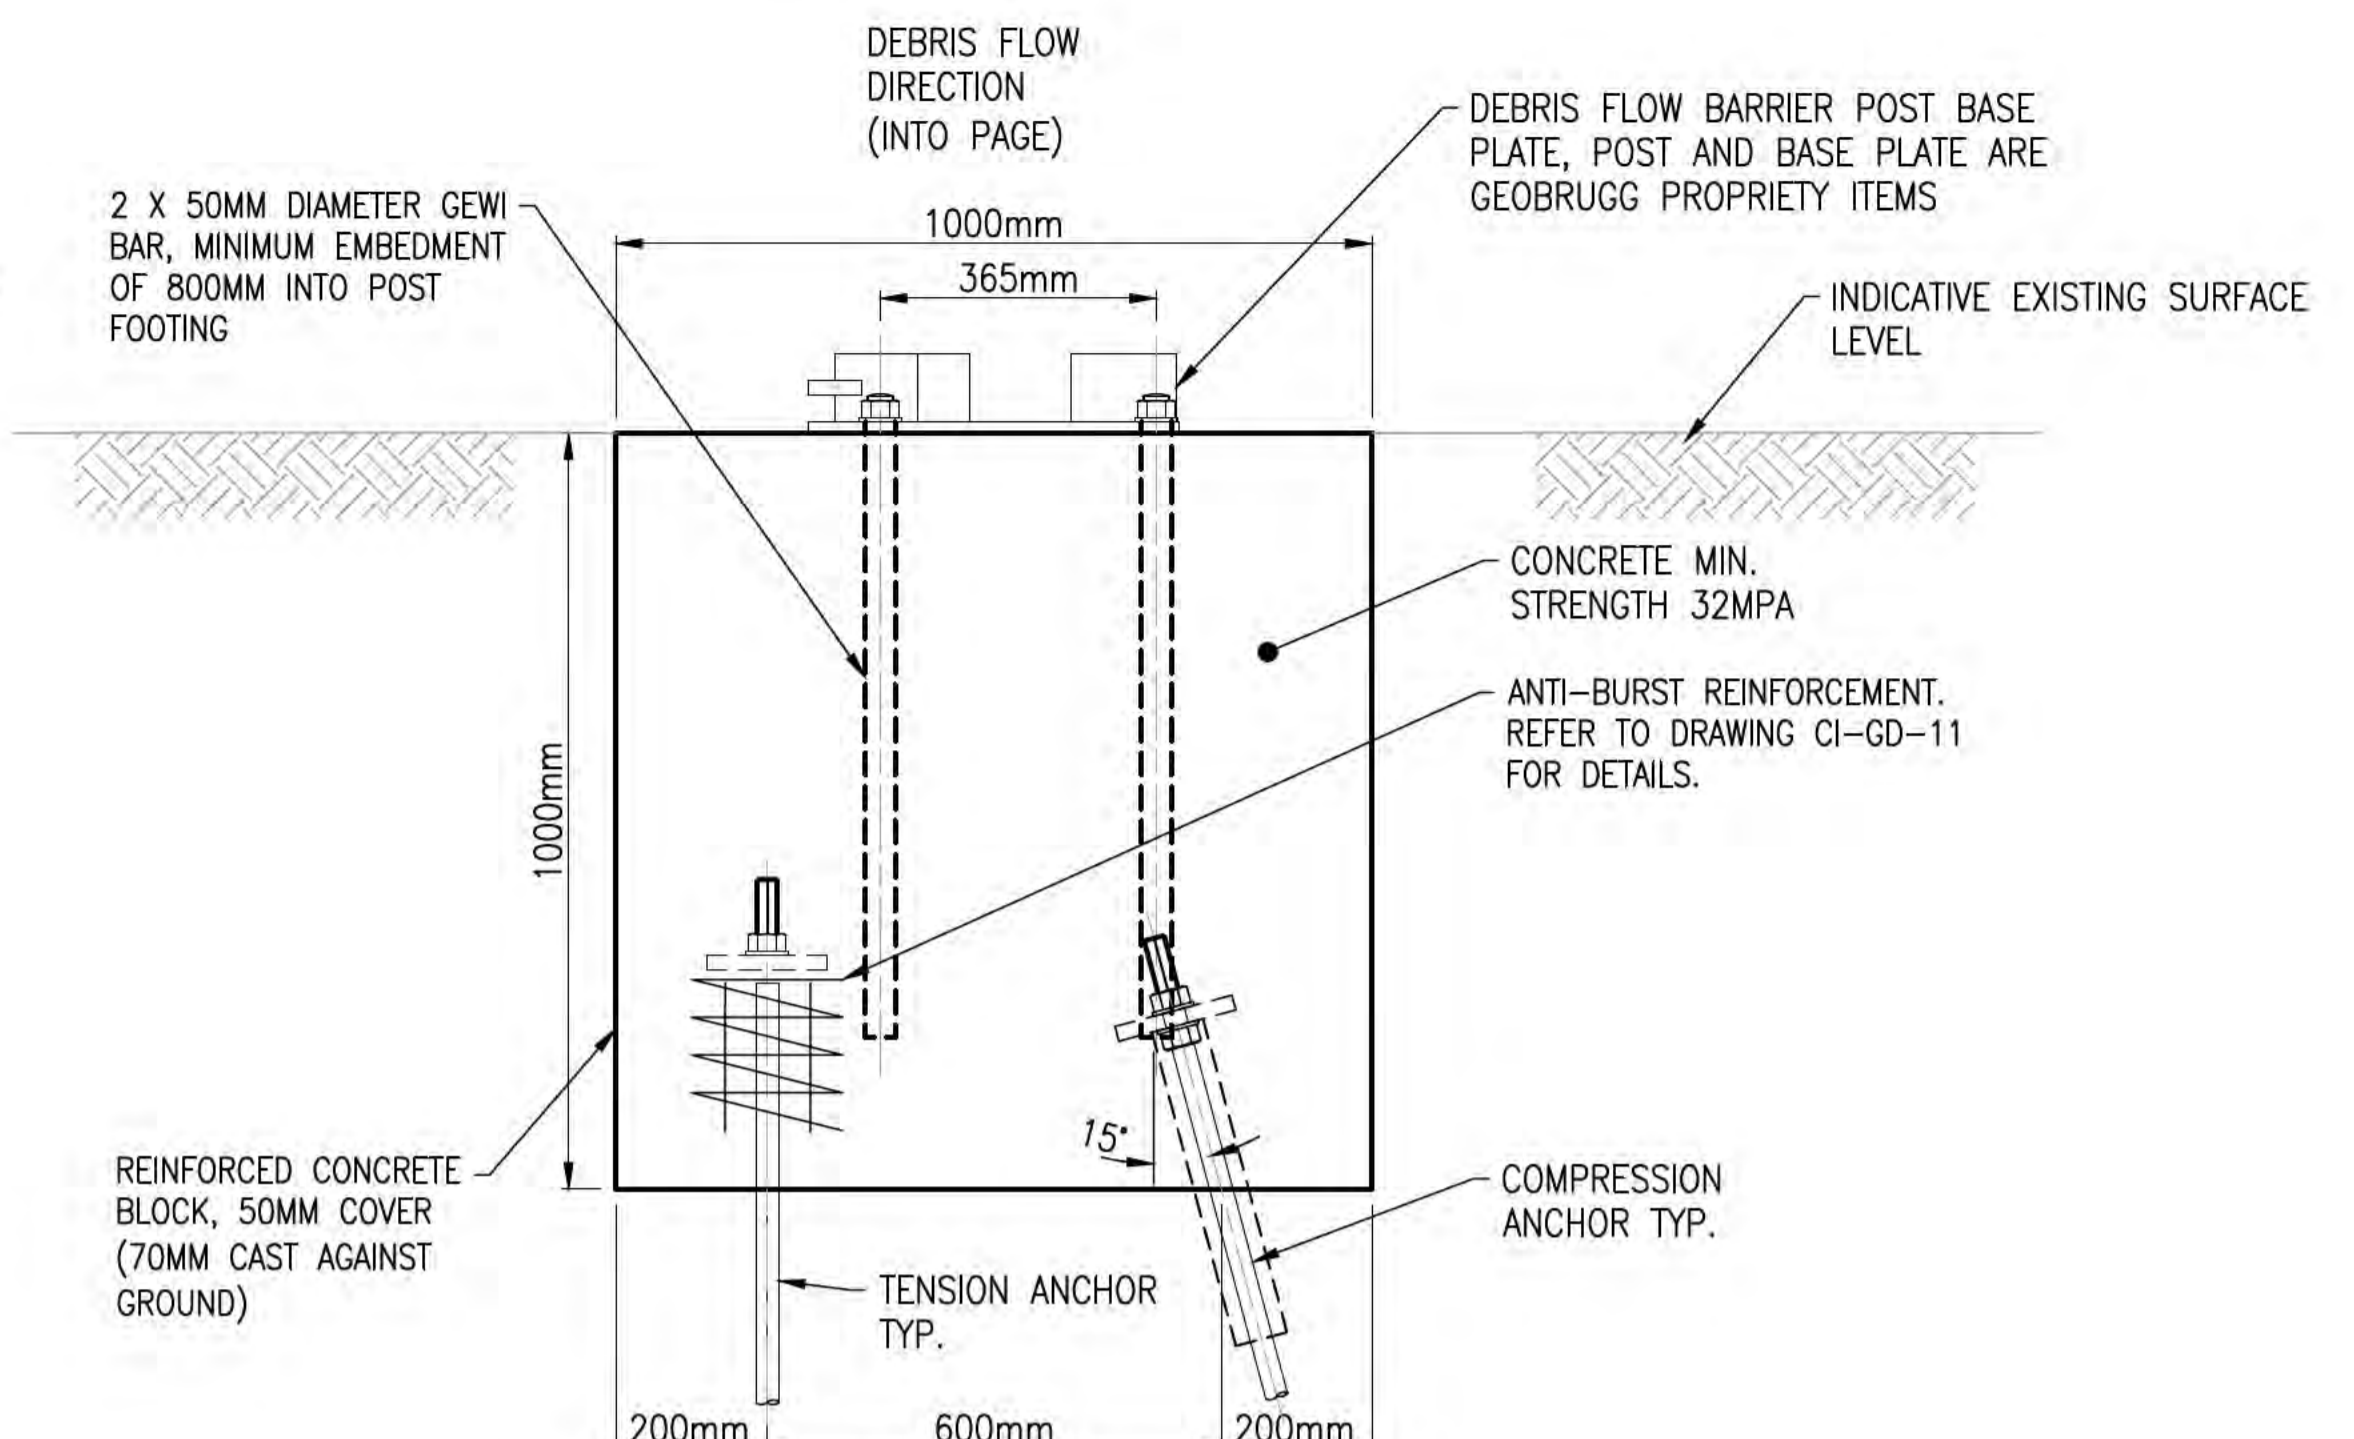 DEBRIS FLOW
DIRECTION
(INTO PAGE)
DEBRIS FLOW BARRIER POST BASE
PLATE, POST AND BASE PLATE ARE
GEOBRUGG PROPRIETY ITEMS
2 X 50MM DIAMETER GEWI
BAR, MINIMUM EMBEDMENT
OF 800MM INTO POST
FOOTING
1000mm
365mm
INDICATIVE EXISTING SURFACE
LEVEL
CONCRETE MIN.
STRENGTH 32MPA
ANTI-BURST REINFORCEMENT.
REFER TO DRAWING CI-GD-11
FOR DETAILS.
1000mm
15°
REINFORCED CONCRETE
BLOCK, 50MM COVER
(70MM CAST AGAINST
GROUND)
COMPRESSION
ANCHOR TYP.
TENSION ANCHOR
TYP.
200mm
600mm
200mm